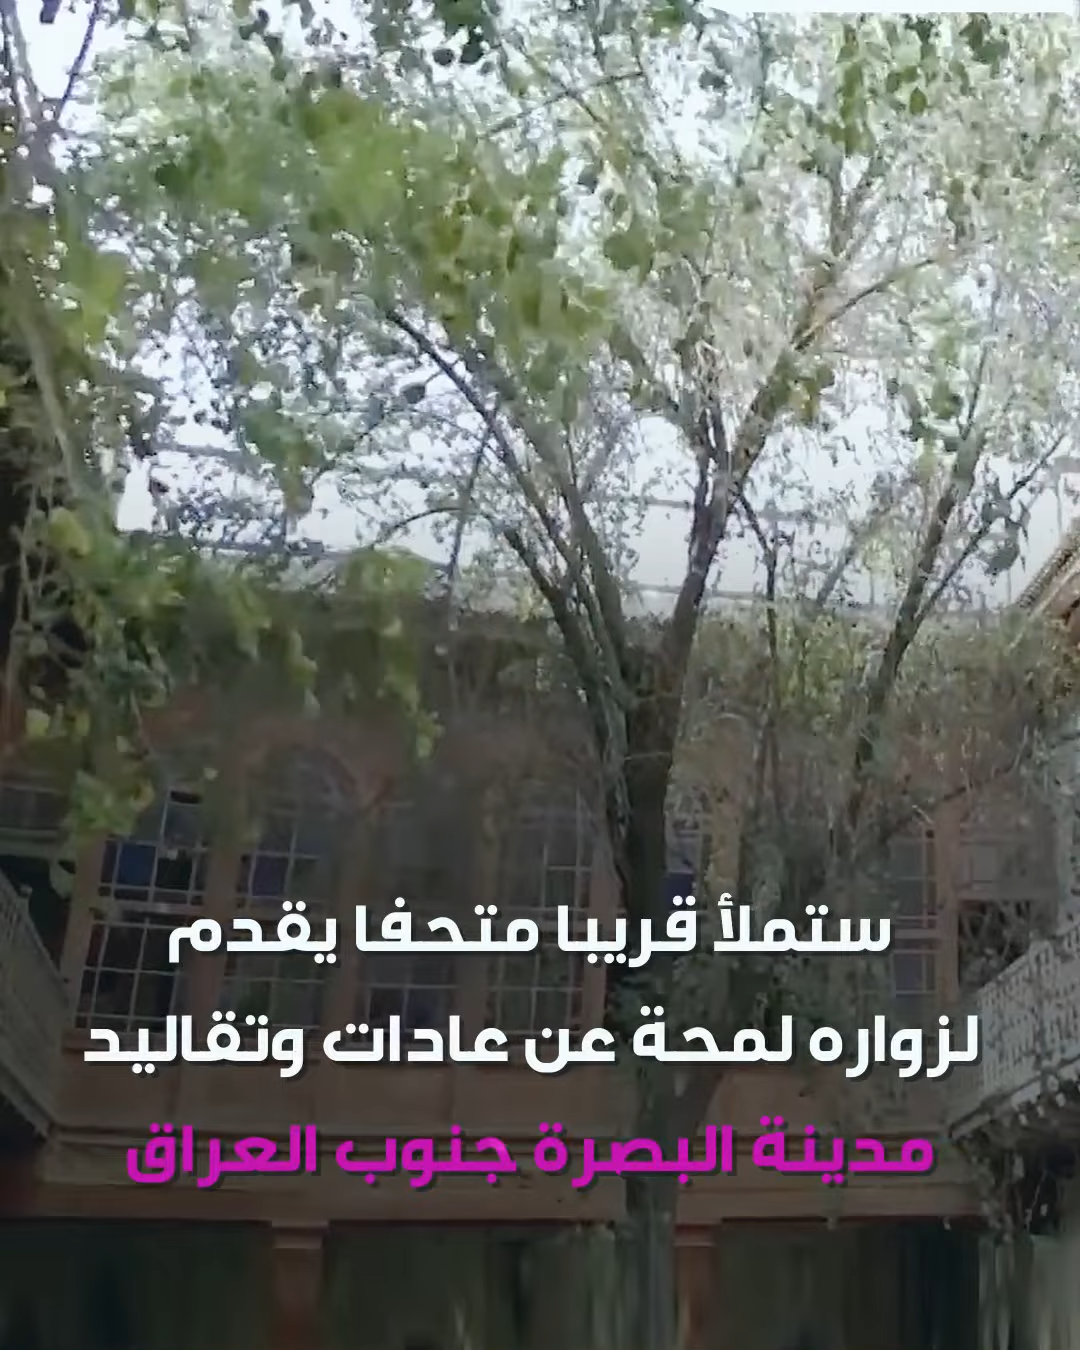 ستملأ قريبا متحفا يقدم
لزواره لمحة عن عادات وتقاليد
مدينة البصرة جنوب العراق